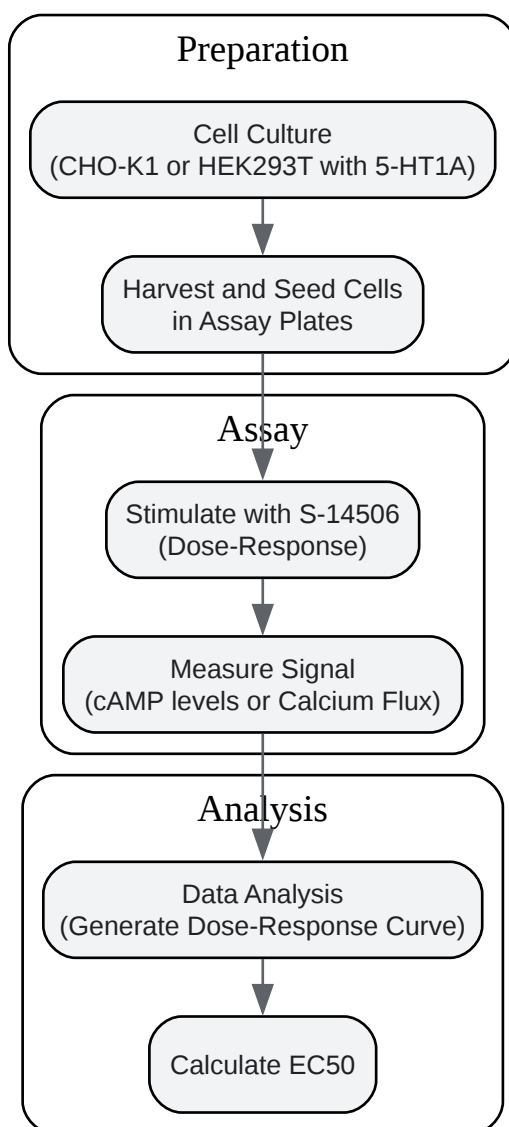 Preparation
Cell Culture
(CHO-K1 or HEK293T with 5-HT1A)
Harvest and Seed Cells
in Assay Plates
Assay
Stimulate with S-14506
(Dose-Response)
Measure Signal
(cAMP levels or Calcium Flux)
Analysis
Data Analysis
(Generate Dose-Response Curve)
Calculate EC50